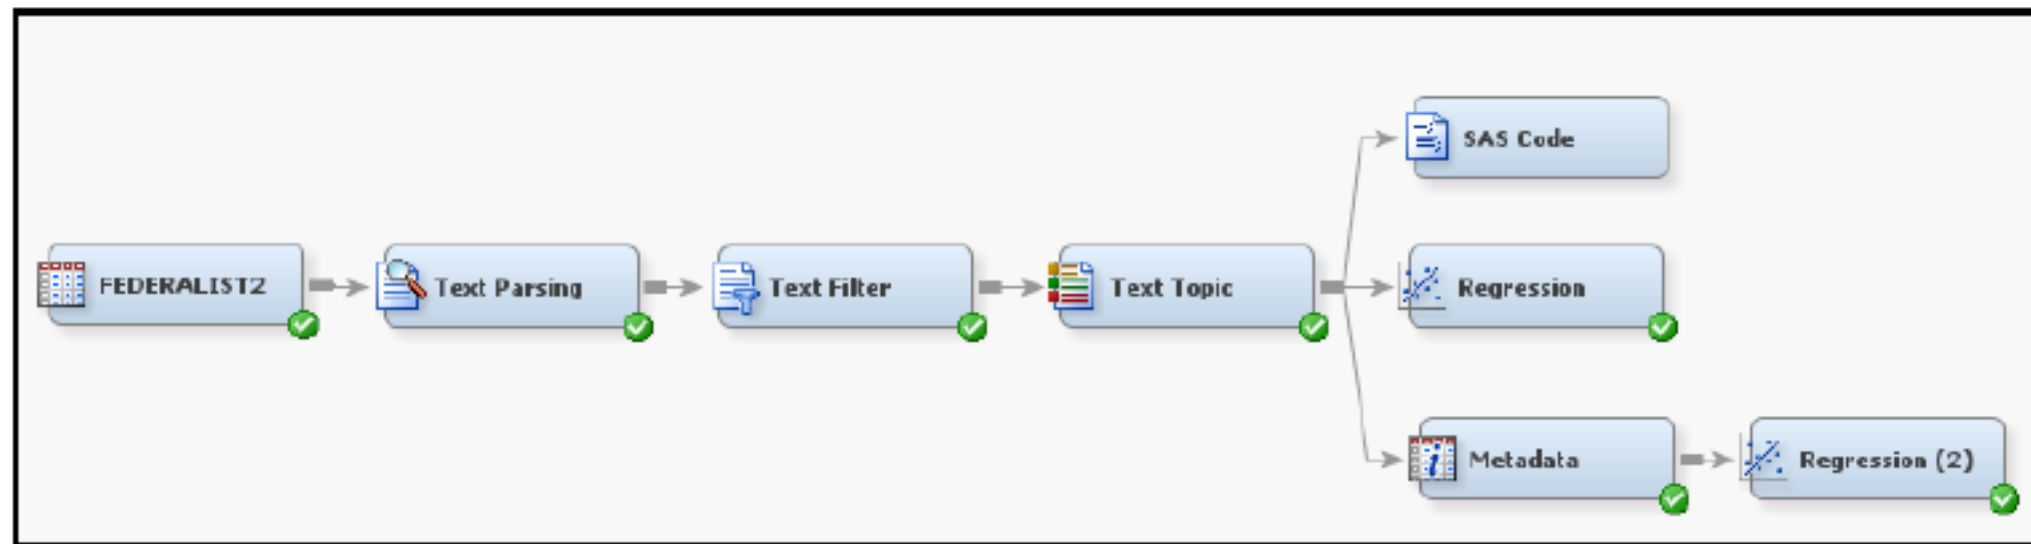 SAS Code
FEDERALIST2
Text Parsing
Text Filter
Text Topic
Regression
Metadata
Regression (2)